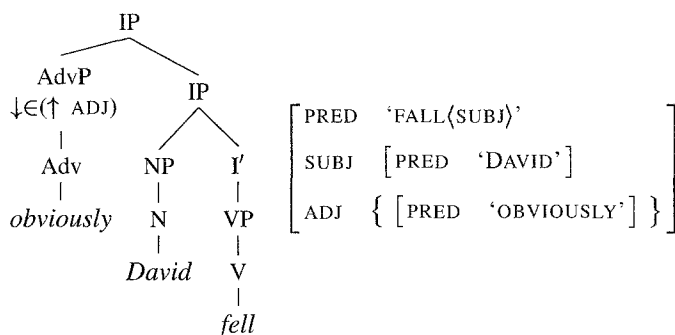 IP
AdvP IP
↓∈(↑ ADJ)
PRED ‘FALL⟨SUBJ⟩’
Adv NP I′ SUBJ [PRED ‘DAVID’]
obviously N VP ADJ { [PRED ‘OBVIOUSLY’] }
David V
fell